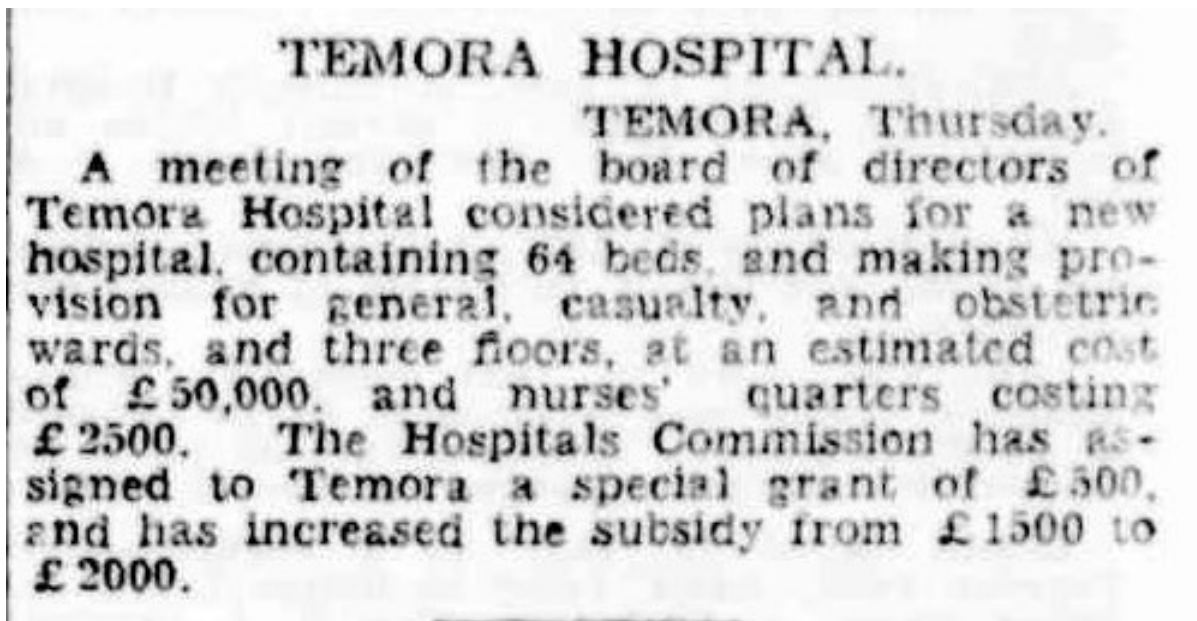 TEMORA HOSPITAL.
TEMORA, Thursday.
A meeting of the board of directors of
Temora Hospital considered plans for a new
hospital, containing 64 beds, and making pro-
vision for general, casualty, and obstetric
wards, and three floors, at an estimated cost
of £50,000, and nurses' quarters costing
£2500. The Hospitals Commission has as-
signed to Temora a special grant of £500,
and has increased the subsidy from £1500 to
£2000.